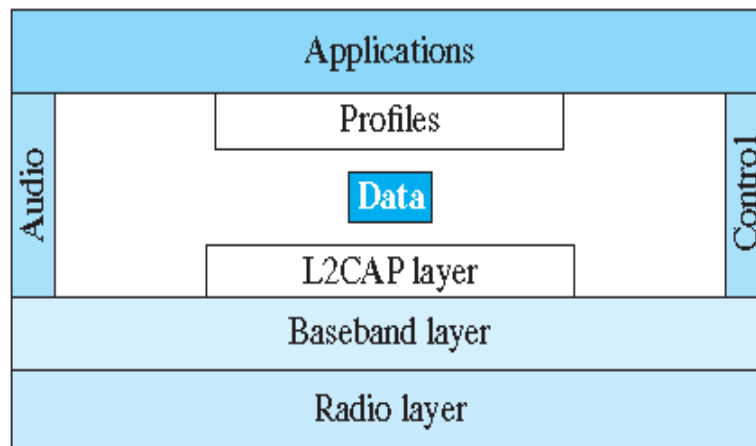 Applications
Profiles
Audio
Data
Control
L2CAP layer
Baseband layer
Radio layer